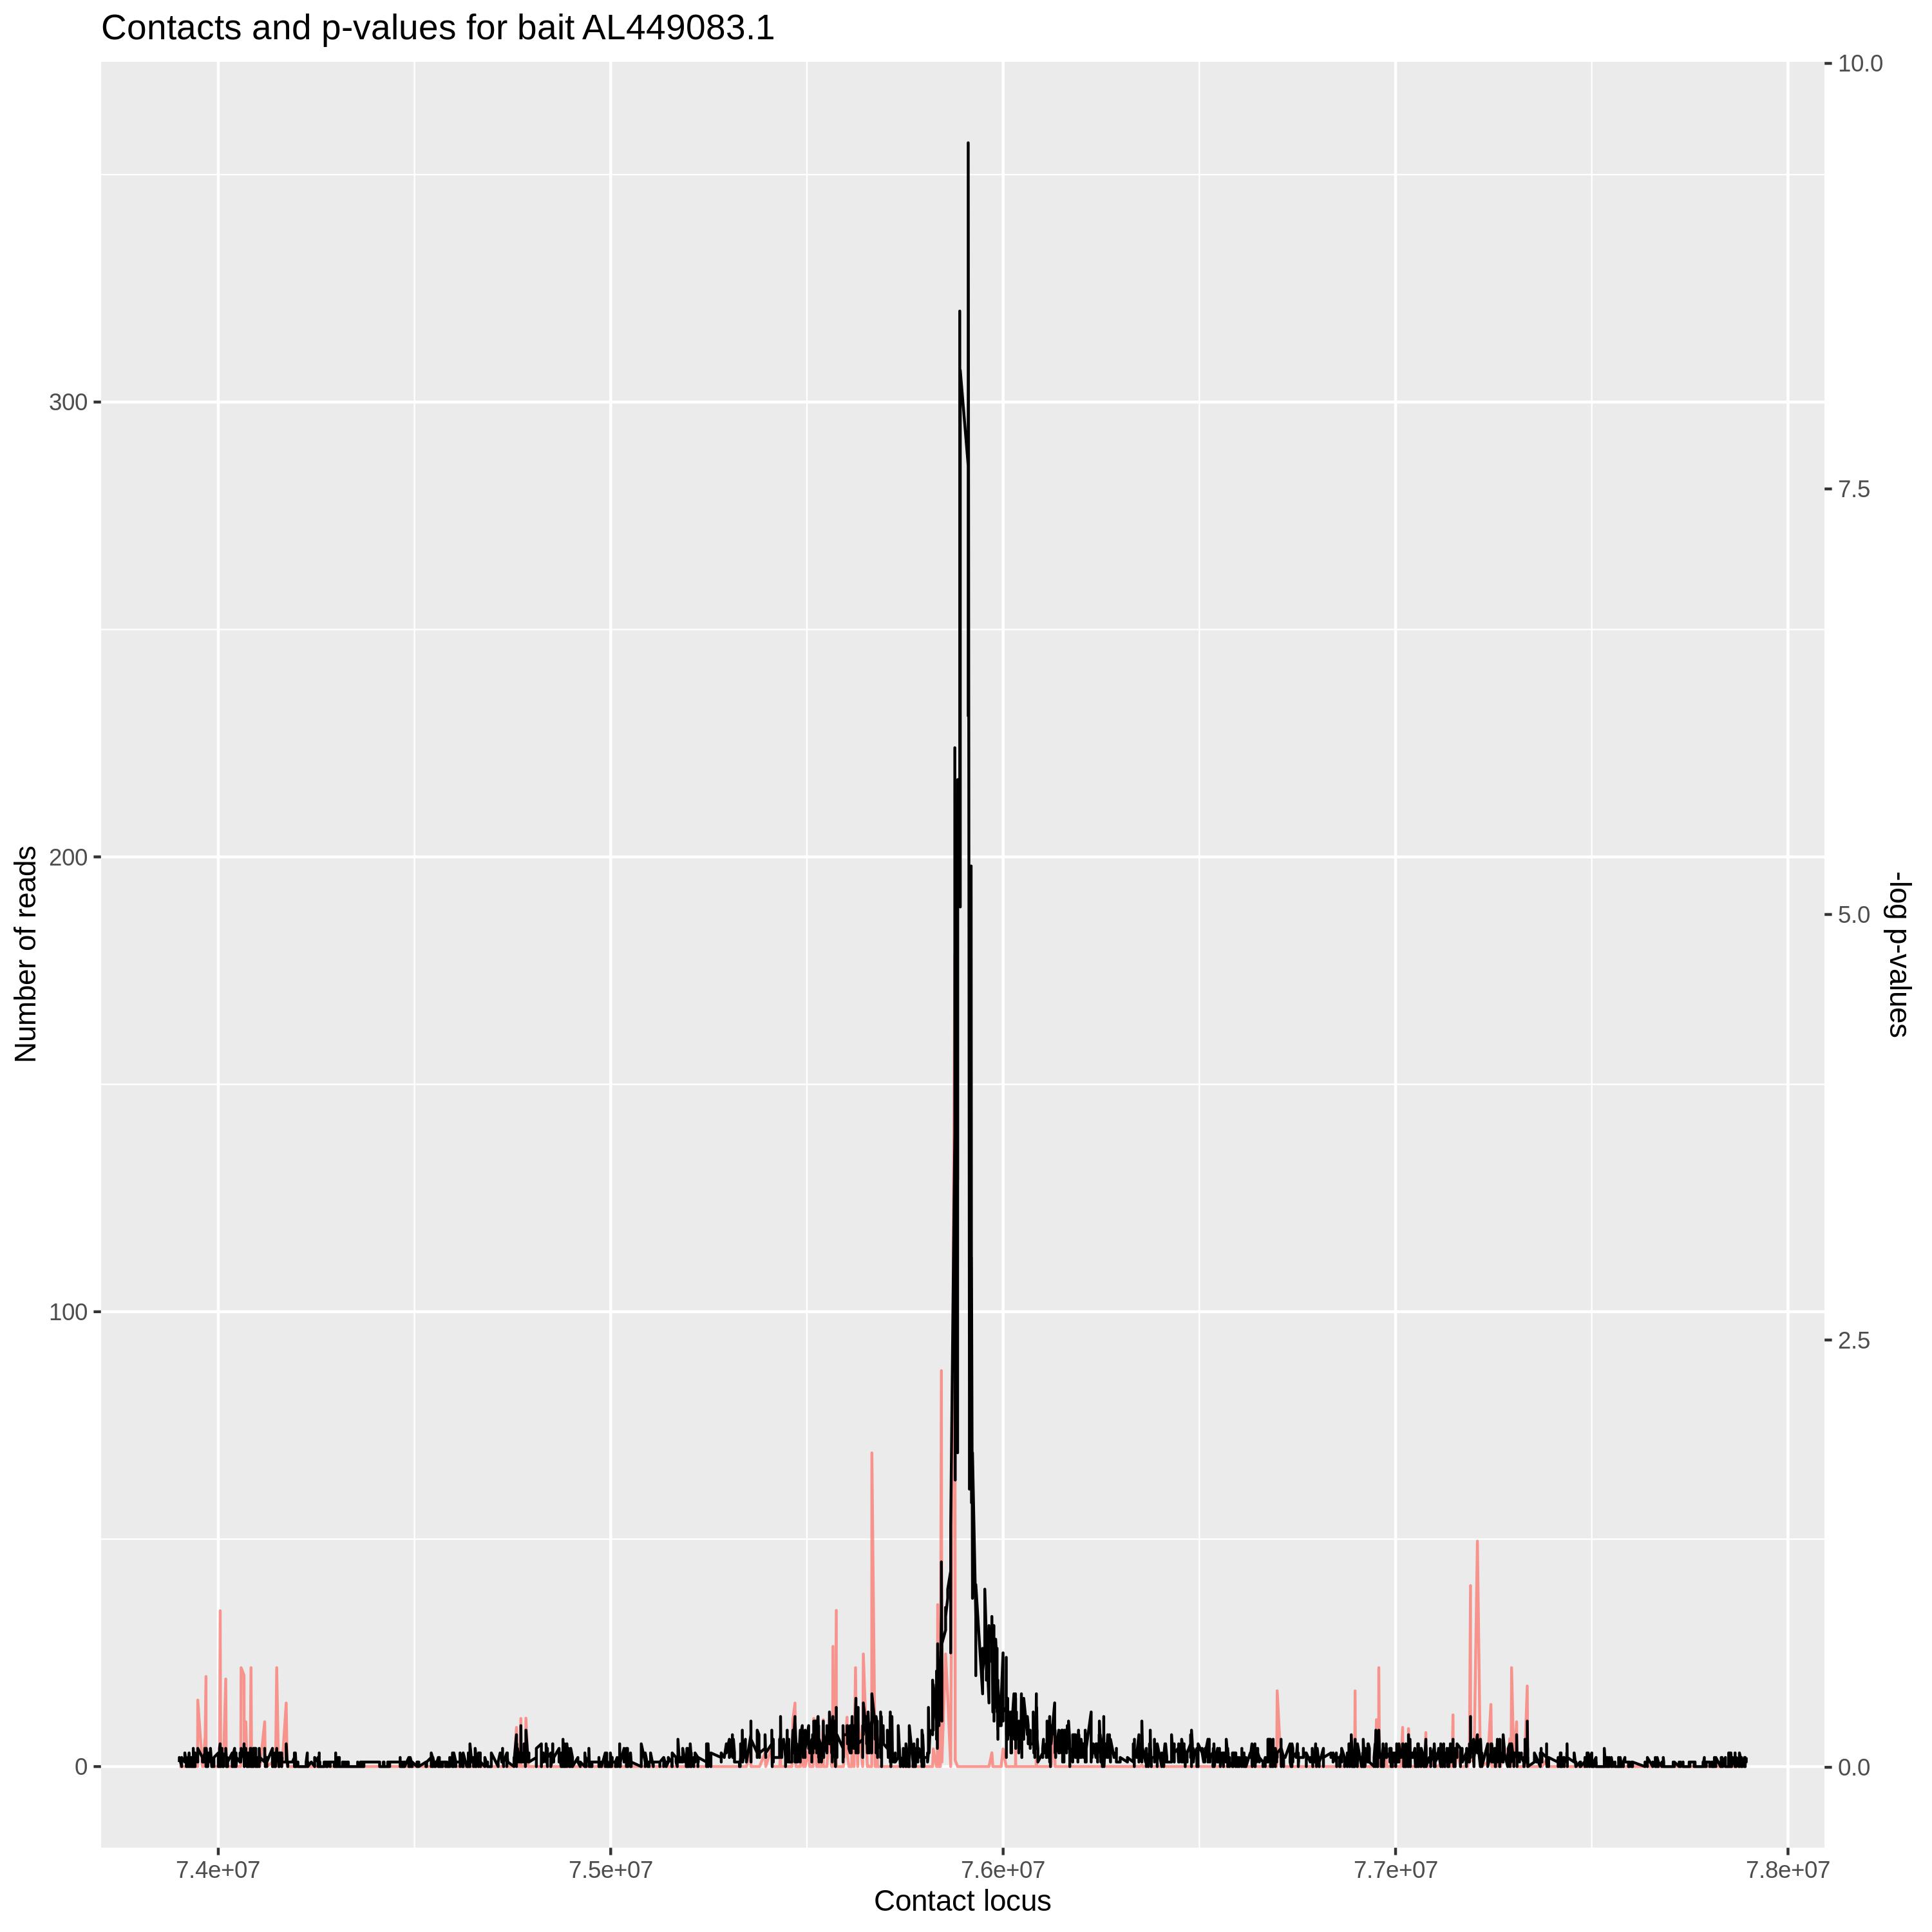 Contacts and p-values for bait AL449083.1
10.0
7.5
5.0
2.5
0.0
-log p-values
300
200
100
0
Number of reads
7.4e+07 7.5e+07 7.6e+07 7.7e+07 7.8e+07
Contact locus